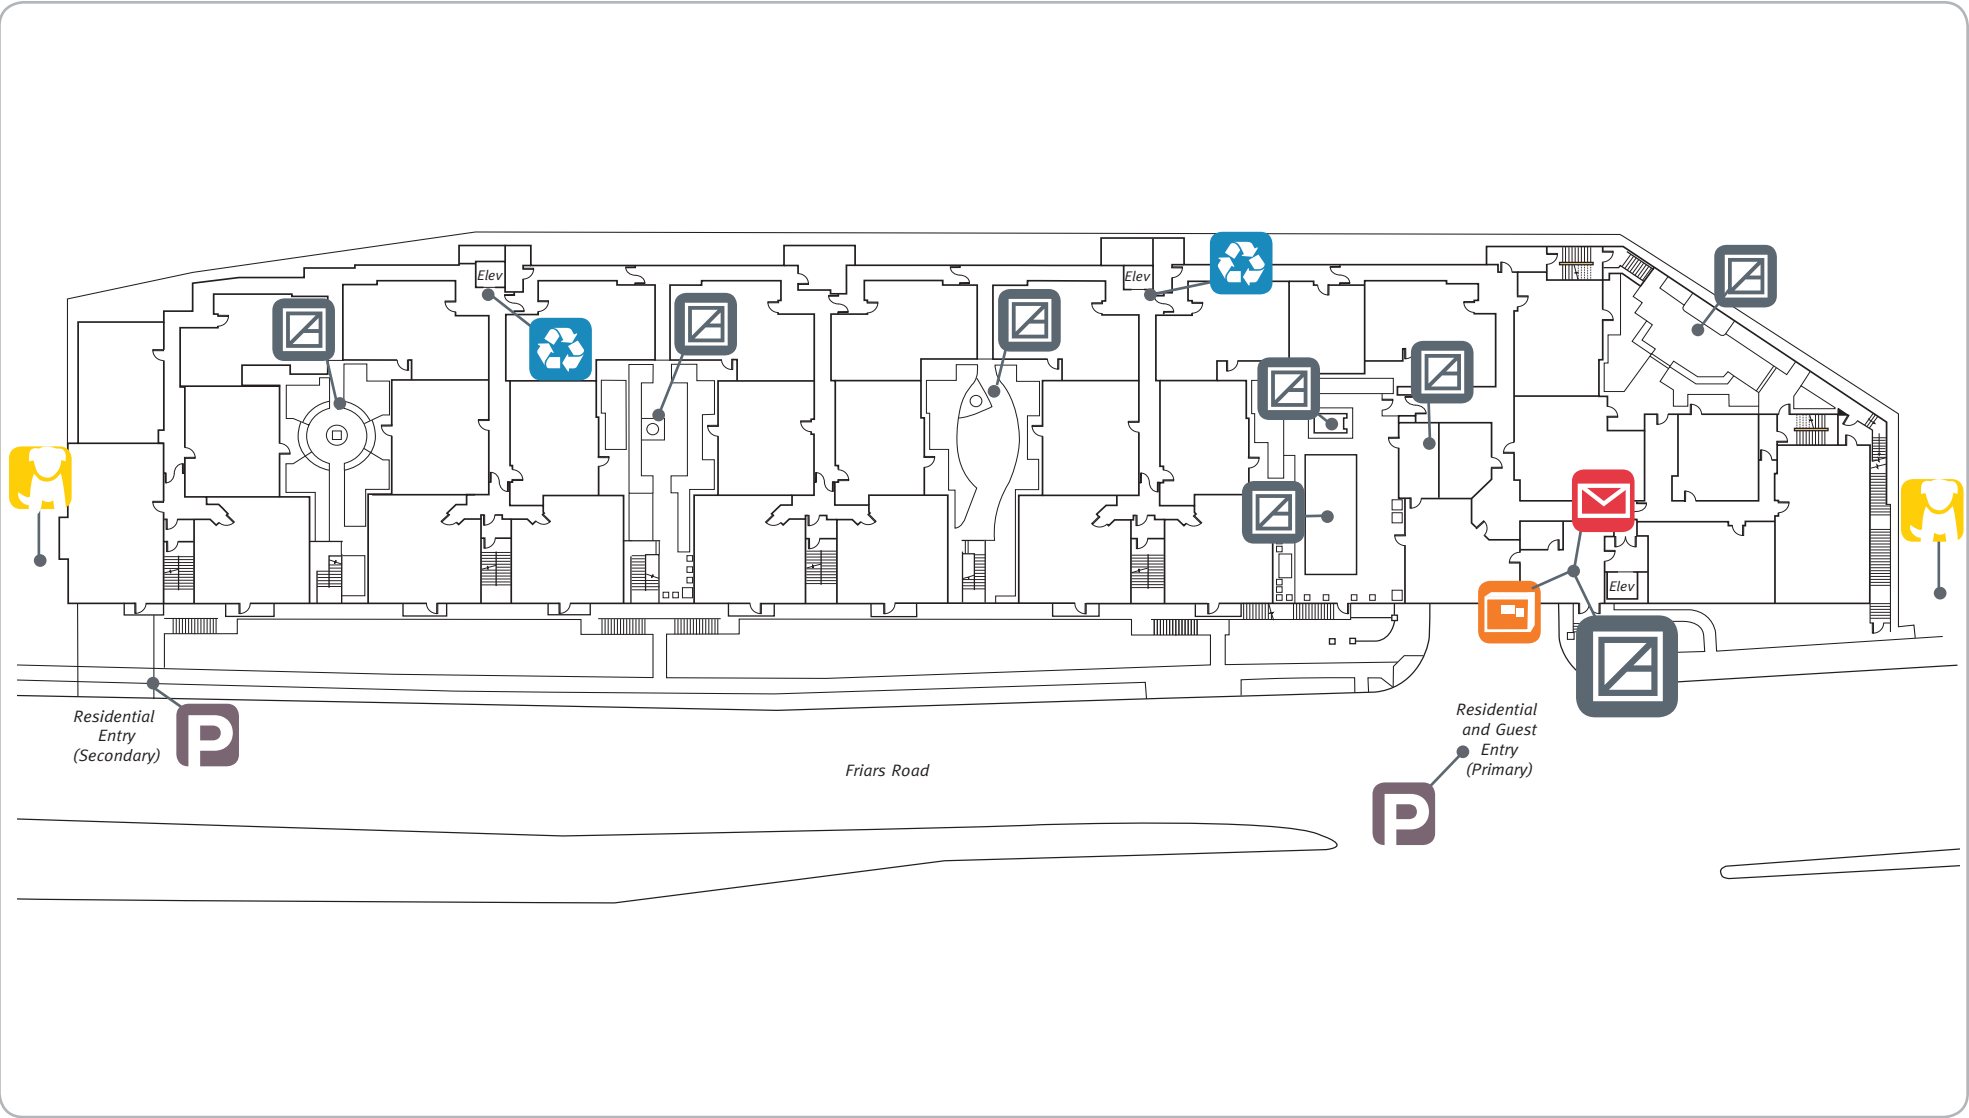 Elev
Elev
Elev
P
Residential
Entry
(Secondary)
Friars Road
Residential
and Guest
Entry
(Primary)
P